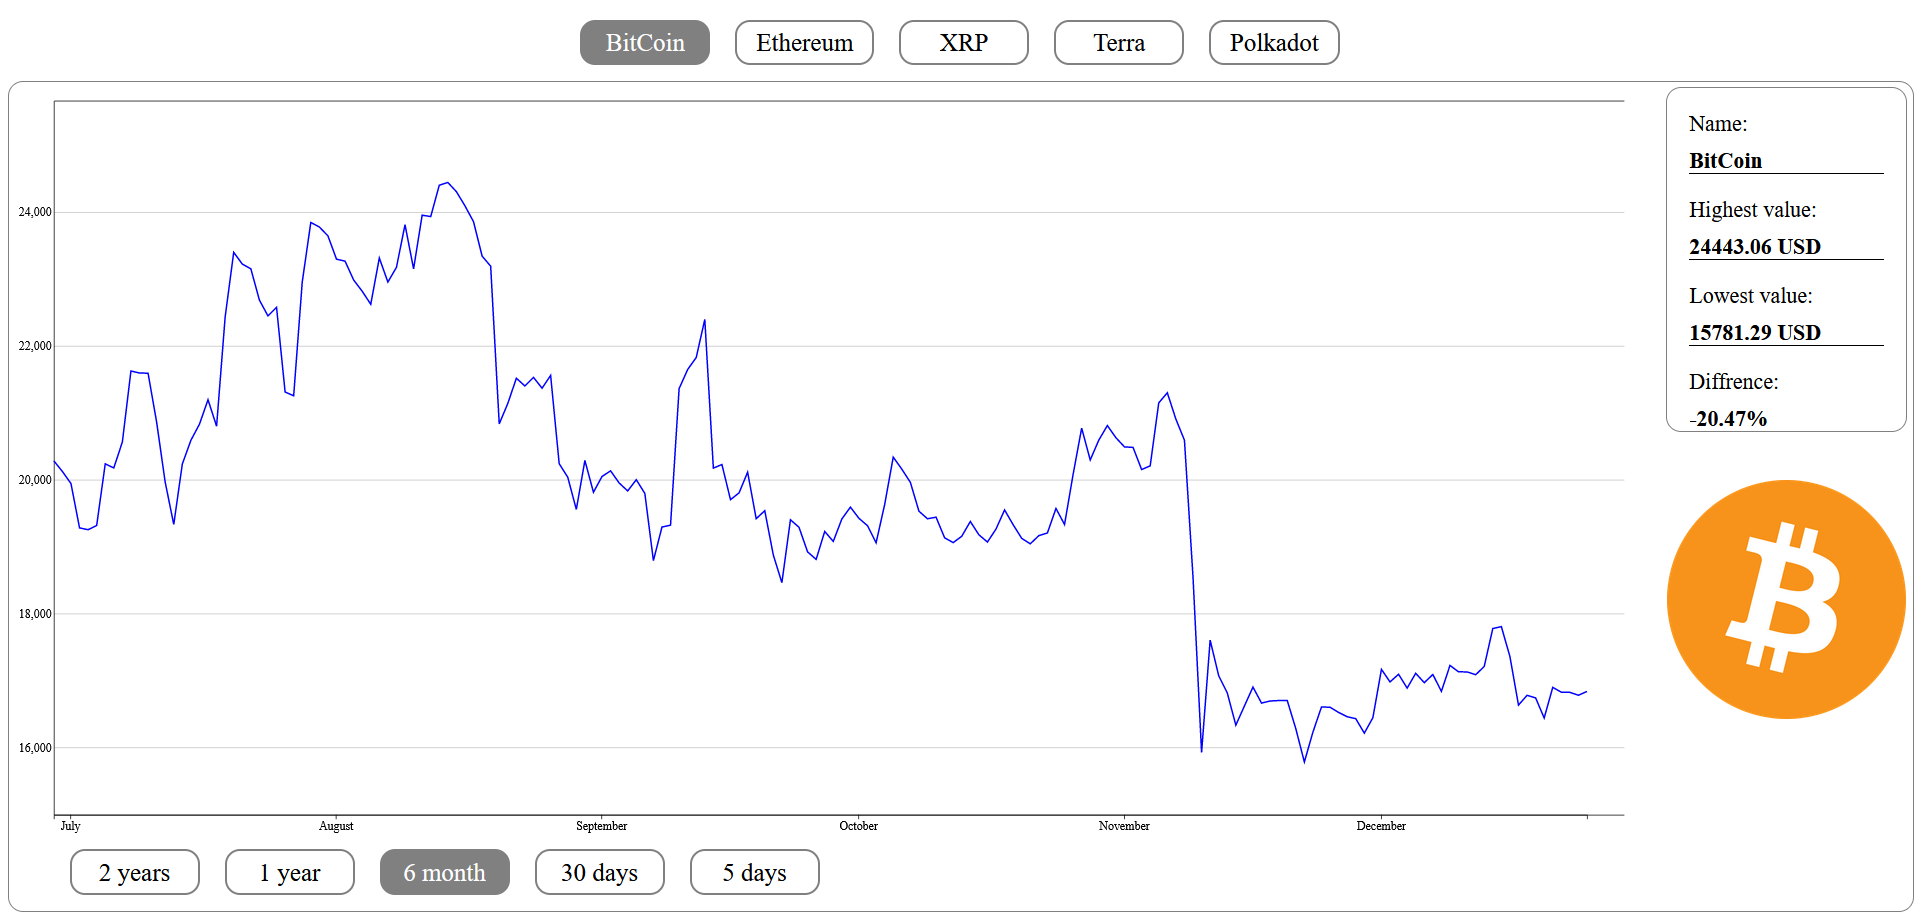 BitCoin
Ethereum
XRP
Terra
Polkadot
24,000
22,000
20,000
18,000
16,000
July
August
September
October
November
December
2 years
1 year
6 month
30 days
5 days
Name:
BitCoin
Highest value:
24443.06 USD
Lowest value:
15781.29 USD
Diffrence:
-20.47%